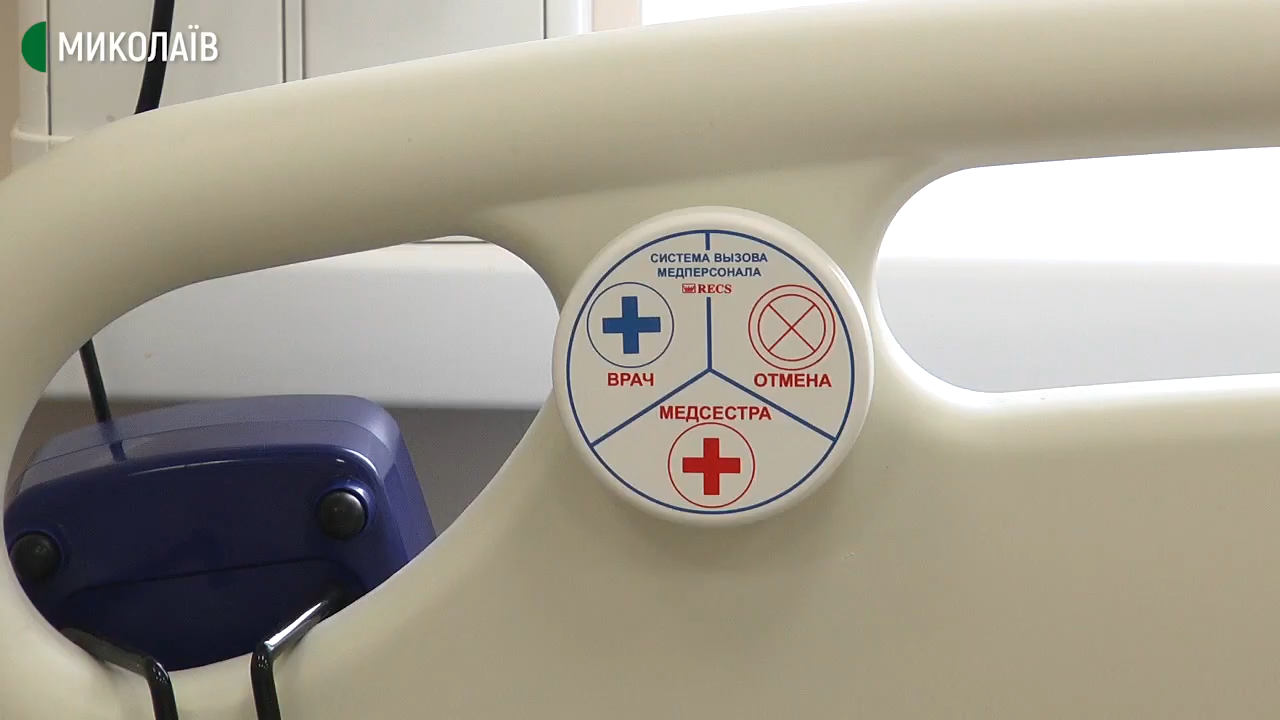 МИКОЛАЇВ
СИСТЕМА ВЫЗОВА
МЕДПЕРСОНАЛА
RECS
ВРАЧ
ОТМЕНА
МЕДСЕСТРА